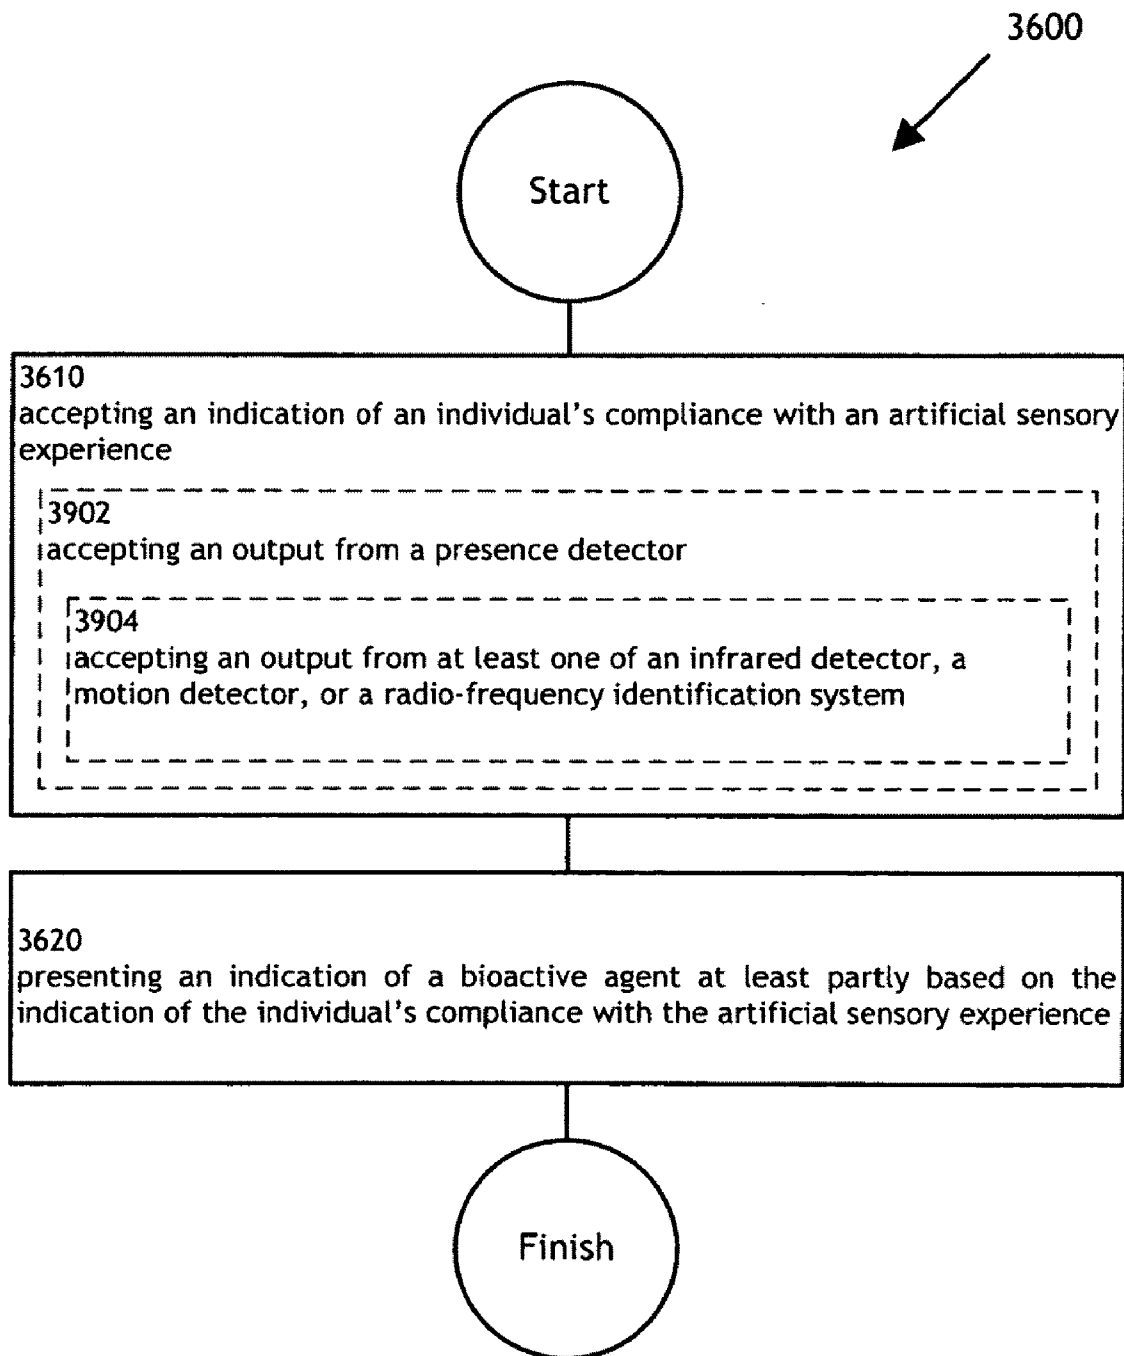 3600
Start
3610
accepting an indication of an individual's compliance with an artificial sensory
experience
3902
accepting an output from a presence detector
3904
accepting an output from at least one of an infrared detector, a
motion detector, or a radio-frequency identification system
3620
presenting an indication of a bioactive agent at least partly based on the
indication of the individual's compliance with the artificial sensory experience
Finish